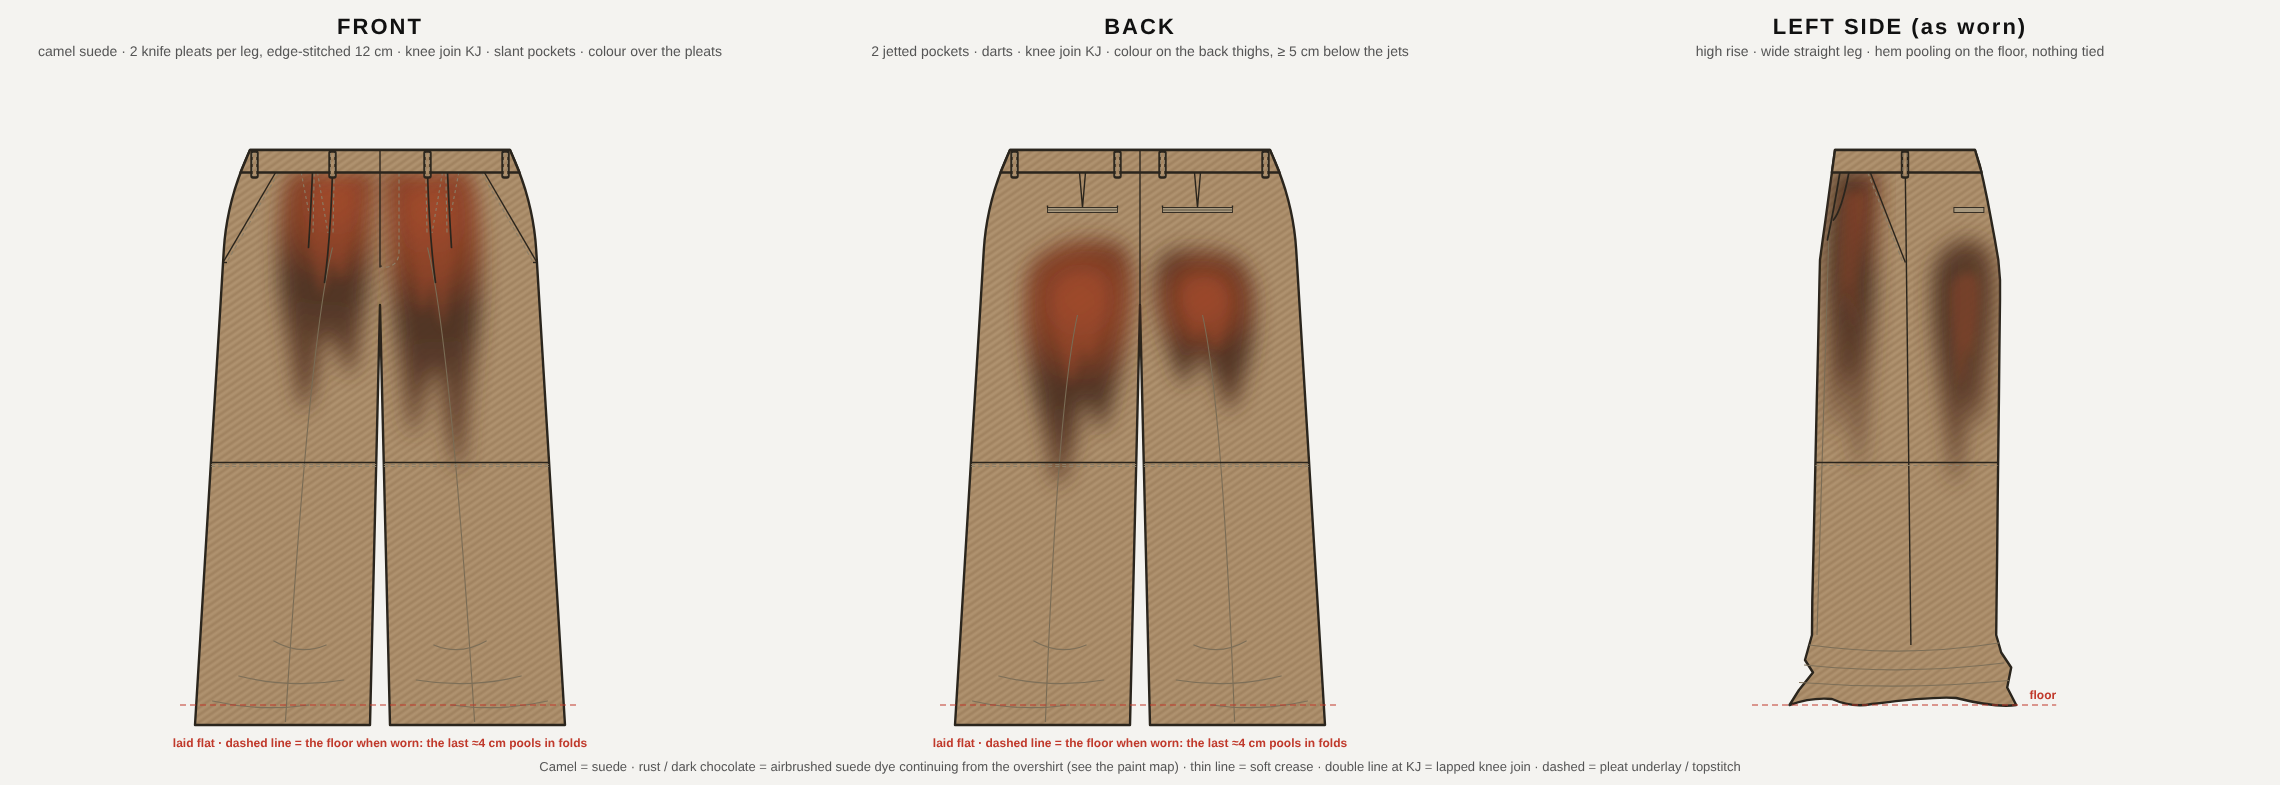 FRONT
camel suede · 2 knife pleats per leg, edge-stitched 12 cm · knee join KJ · slant pockets · colour over the pleats
BACK
2 jetted pockets · darts · knee join KJ · colour on the back thighs, ≥ 5 cm below the jets
LEFT SIDE (as worn)
high rise · wide straight leg · hem pooling on the floor, nothing tied
floor
laid flat · dashed line = the floor when worn: the last ≈4 cm pools in folds
laid flat · dashed line = the floor when worn: the last ≈4 cm pools in folds
Camel = suede · rust / dark chocolate = airbrushed suede dye continuing from the overshirt (see the paint map) · thin line = soft crease · double line at KJ = lapped knee join · dashed = pleat underlay / topstitch